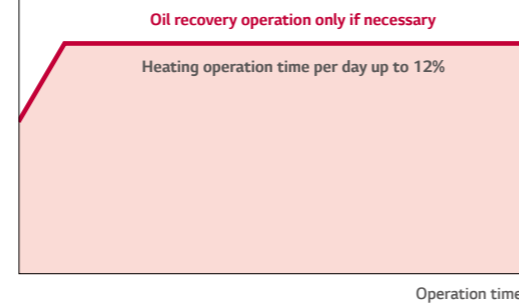 Oil recovery operation only if necessary
Heating operation time per day up to 12%
Operation time